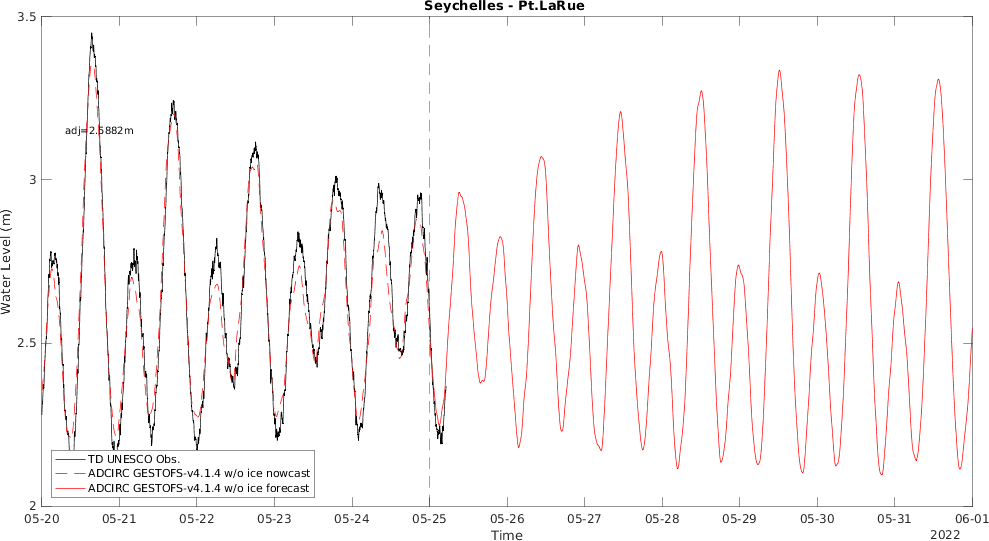 Seychelles - Pt.LaRue
3.5
3
2.5
2
Water Level (m)
adj=2.5882m
TD UNESCO Obs.
ADCIRC GESTOFS-v4.1.4 w/o ice nowcast
ADCIRC GESTOFS-v4.1.4 w/o ice forecast
05-20 05-21 05-22 05-23 05-24 05-25 05-26 05-27 05-28 05-29 05-30 05-31 06-01
Time
2022